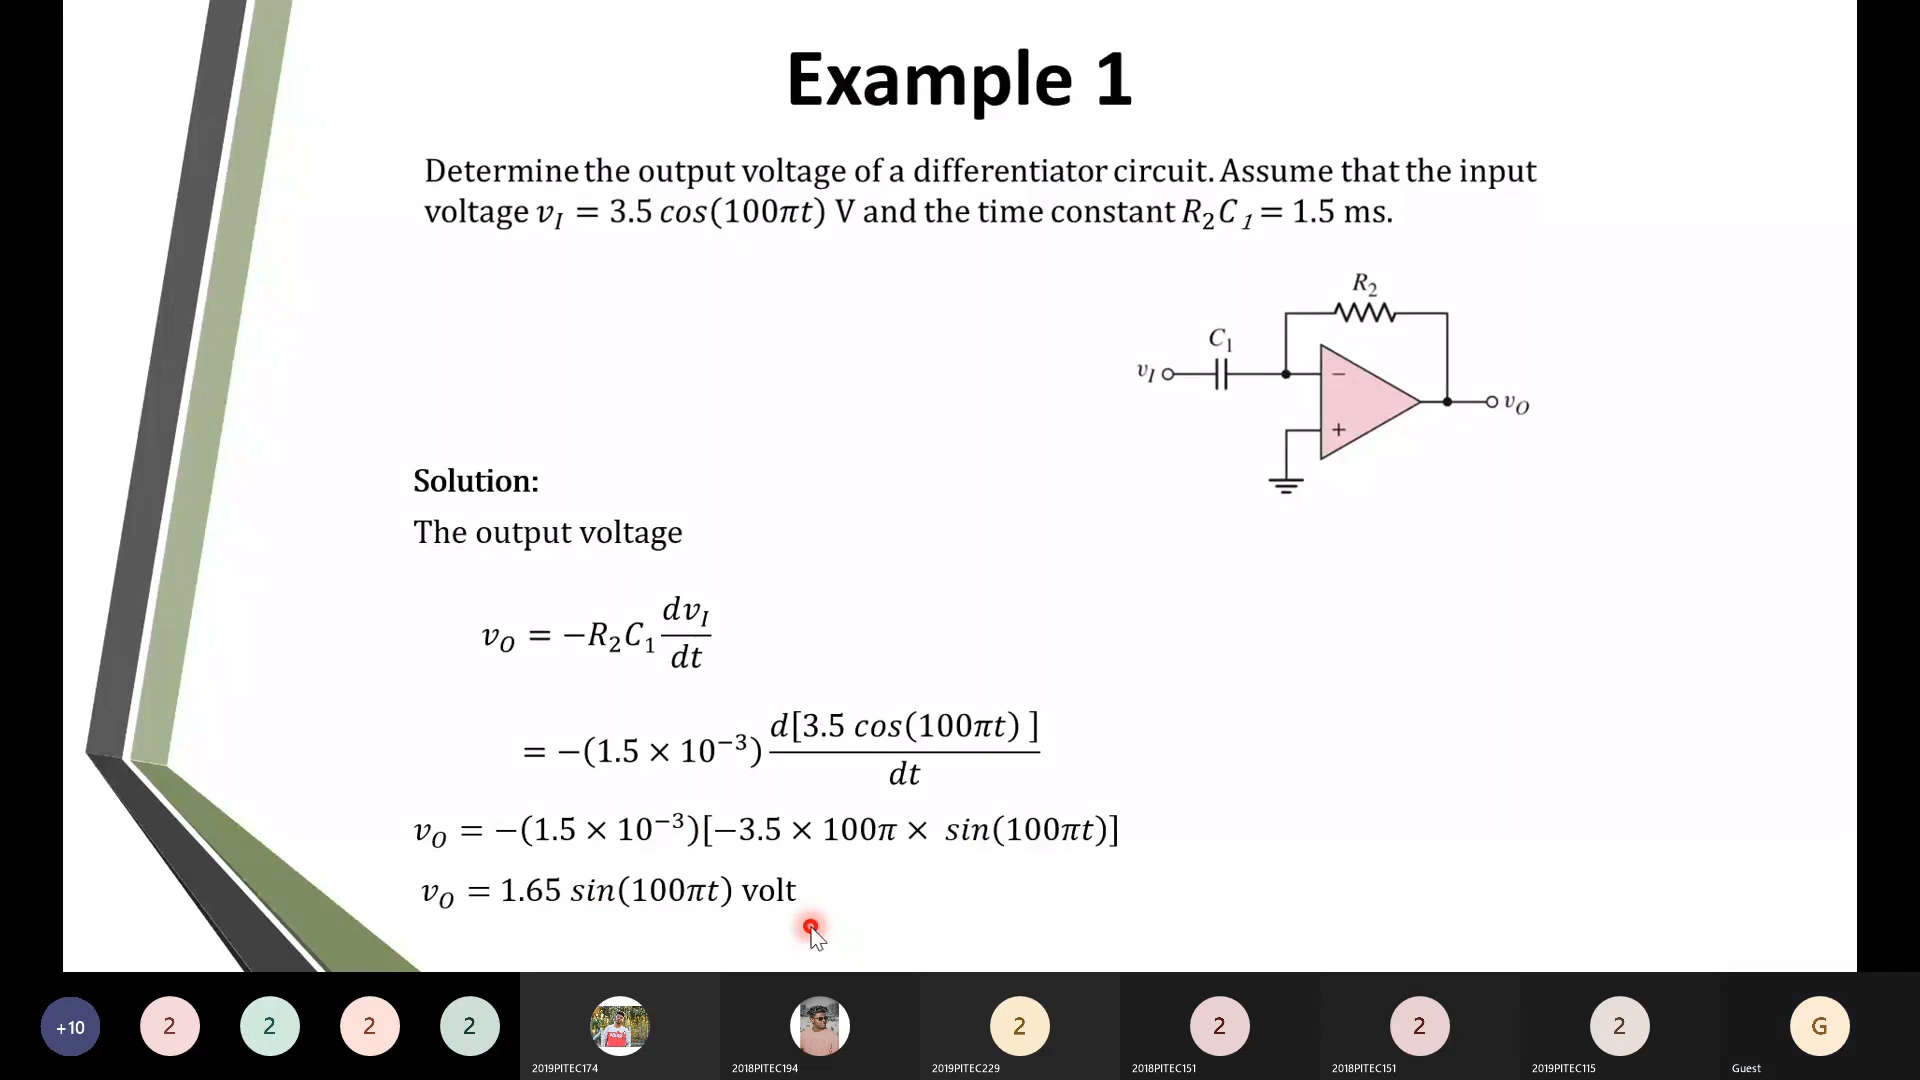 Example 1
Determine the output voltage of a differentiator circuit. Assume that the input
voltage v_I = 3.5 cos(100πt) V and the time constant R₂C₁ = 1.5 ms.
R₂
C₁
v_I
−
+
v_O
Solution:
The output voltage
v_O = −R₂C₁ dv_I/dt
= −(1.5 × 10⁻³) d[3.5 cos(100πt) ]/dt
v_O = −(1.5 × 10⁻³)[−3.5 × 100π × sin(100πt)]
v_O = 1.65 sin(100πt) volt
+10 2 2 2 2 2 2 2 2 G
2019PITEC174 2018PITEC194 2019PITEC229 2018PITEC151 2018PITEC151 2019PITEC115 Guest